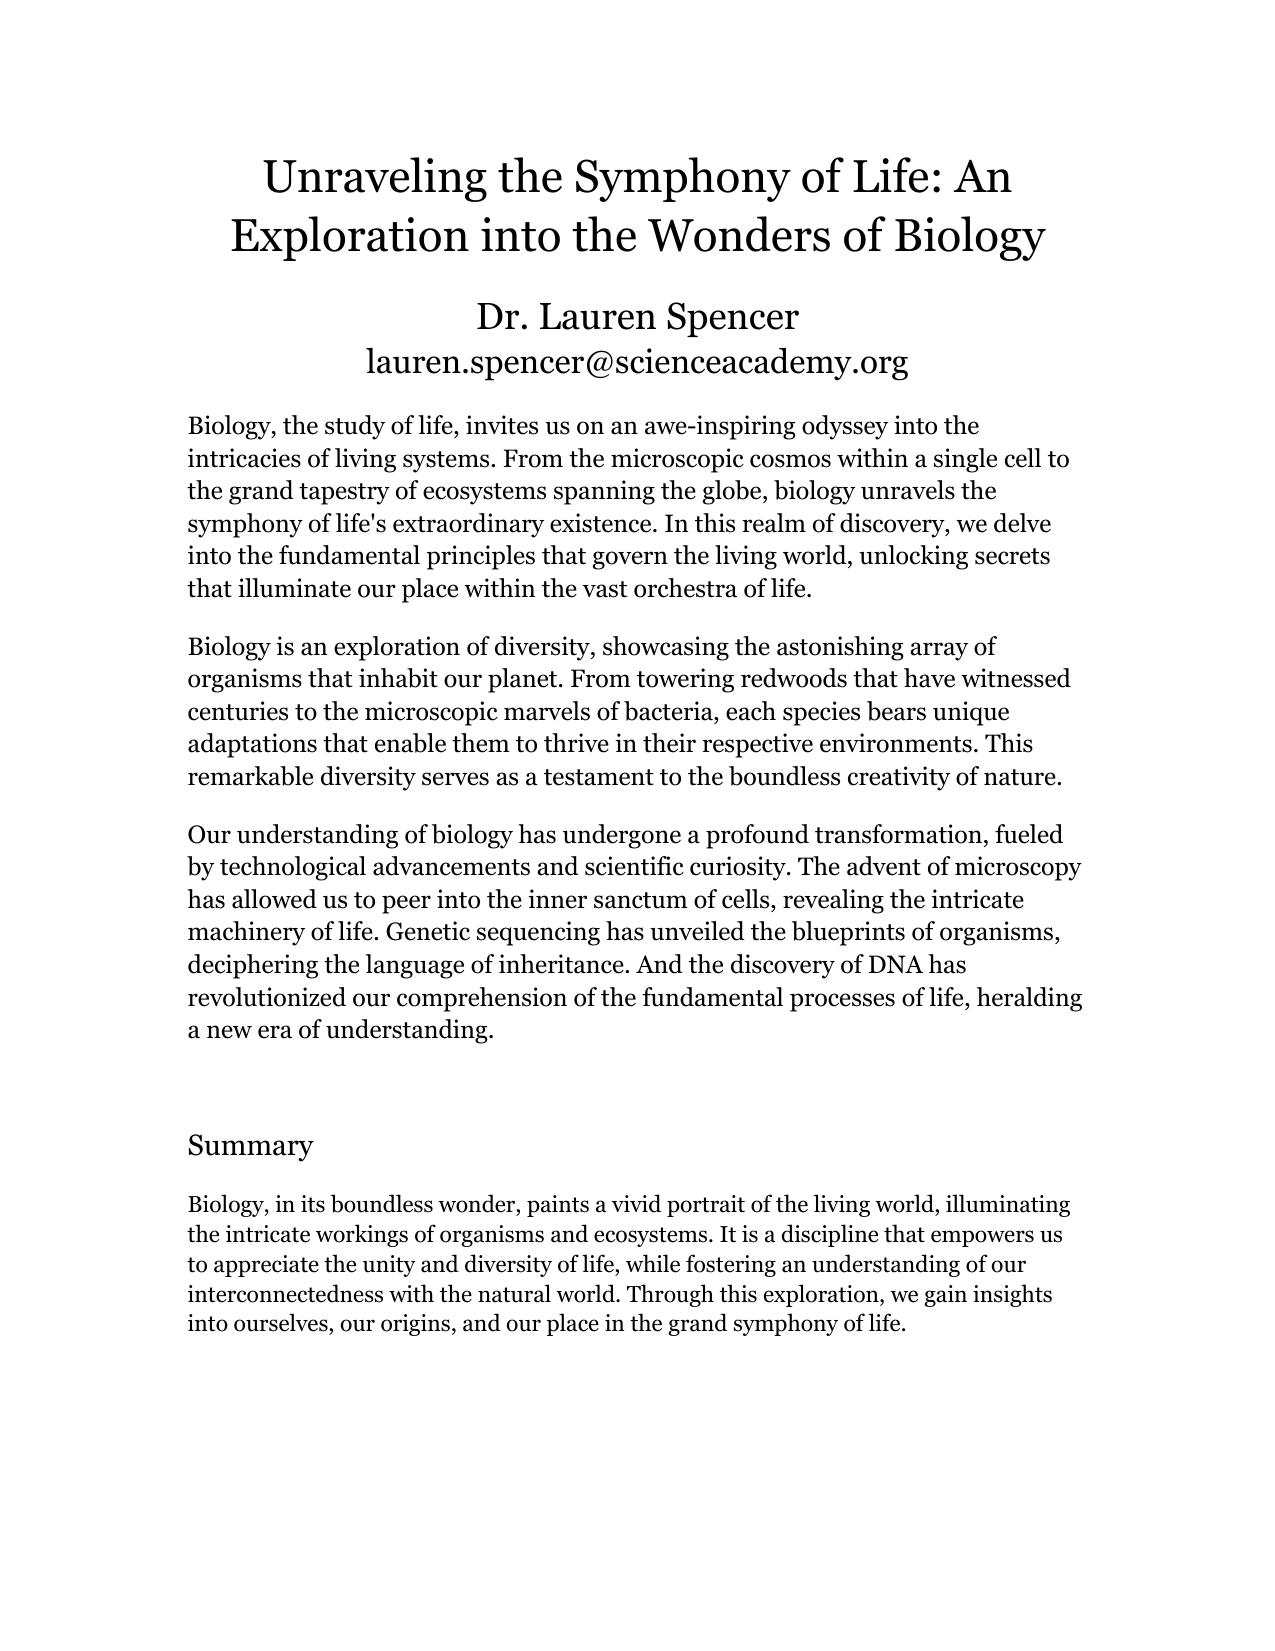 Unraveling the Symphony of Life: An
Exploration into the Wonders of Biology
Dr. Lauren Spencer
lauren.spencer@scienceacademy.org
Biology, the study of life, invites us on an awe-inspiring odyssey into the
intricacies of living systems. From the microscopic cosmos within a single cell to
the grand tapestry of ecosystems spanning the globe, biology unravels the
symphony of life's extraordinary existence. In this realm of discovery, we delve
into the fundamental principles that govern the living world, unlocking secrets
that illuminate our place within the vast orchestra of life.
Biology is an exploration of diversity, showcasing the astonishing array of
organisms that inhabit our planet. From towering redwoods that have witnessed
centuries to the microscopic marvels of bacteria, each species bears unique
adaptations that enable them to thrive in their respective environments. This
remarkable diversity serves as a testament to the boundless creativity of nature.
Our understanding of biology has undergone a profound transformation, fueled
by technological advancements and scientific curiosity. The advent of microscopy
has allowed us to peer into the inner sanctum of cells, revealing the intricate
machinery of life. Genetic sequencing has unveiled the blueprints of organisms,
deciphering the language of inheritance. And the discovery of DNA has
revolutionized our comprehension of the fundamental processes of life, heralding
a new era of understanding.
Summary
Biology, in its boundless wonder, paints a vivid portrait of the living world, illuminating
the intricate workings of organisms and ecosystems. It is a discipline that empowers us
to appreciate the unity and diversity of life, while fostering an understanding of our
interconnectedness with the natural world. Through this exploration, we gain insights
into ourselves, our origins, and our place in the grand symphony of life.